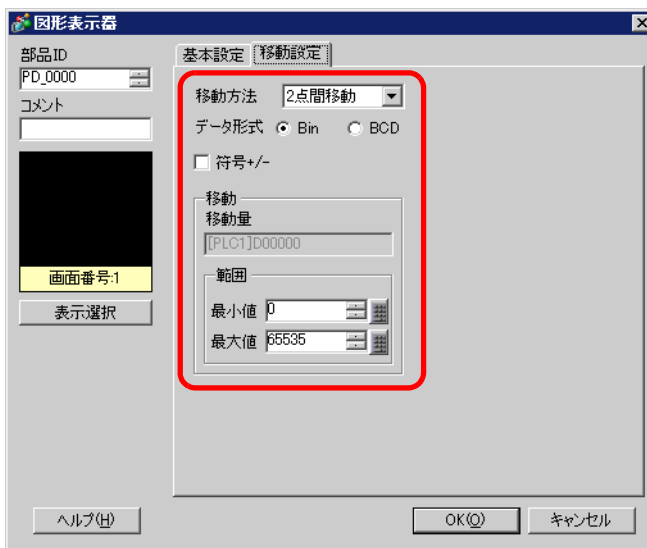 図形表示器
部品ID
PD_0000
コメント
画面番号:1
表示選択
基本設定
移動設定
移動方法 2点間移動
データ形式 Bin BCD
符号+/-
移動
移動量
[PLC1]D00000
範囲
最小値 0
最大値 65535
ヘルプ(H)
OK(O)
キャンセル